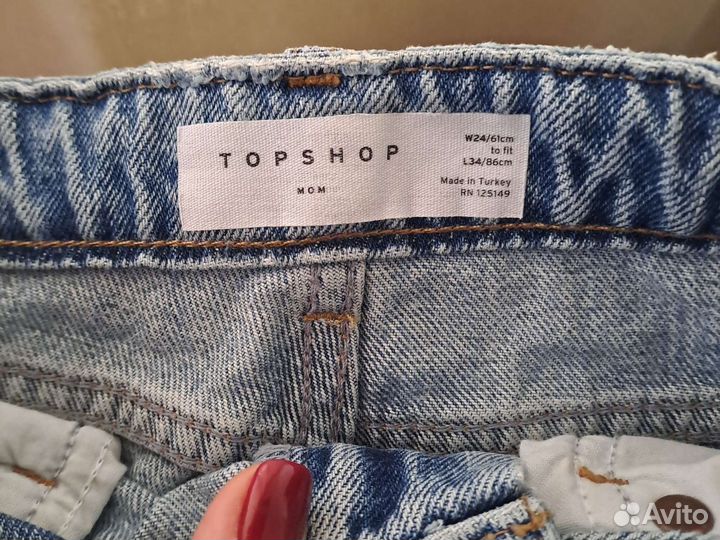 TOPSHOP
MOM
W24/61cm
to fit
L34/86cm
Made in Turkey
RN 125149
Avito